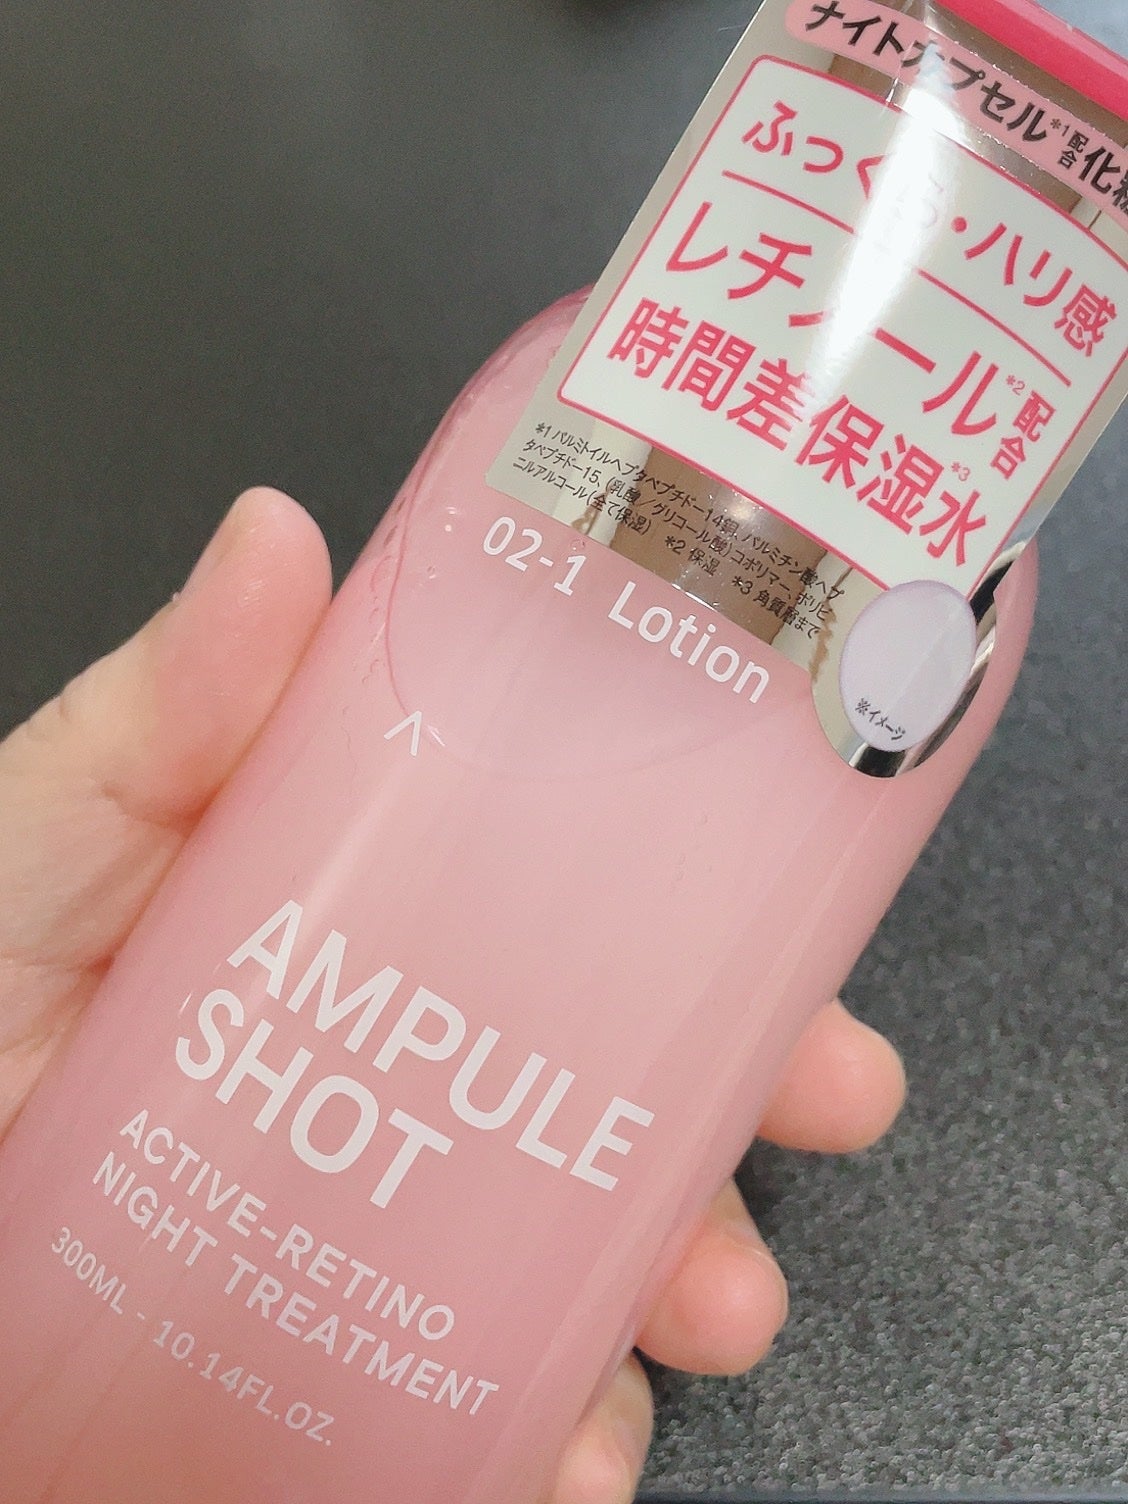 ナイトカプセル*1配合化粧
ふっくら・ハリ感
レチノール*2配合
時間差保湿*3水
*1 パルミトイルヘプタペプチド-14銅、パルミチン酸ヘプ
タペプチド-15、(乳酸/グリコール酸)コポリマー、ポリビ
ニルアルコール(全て保湿) *2 保湿 *3 角質層まで
※イメージ
02-1 Lotion
AMPULE
SHOT
ACTIVE-RETINO
NIGHT TREATMENT
300ML - 10.14FL.OZ.